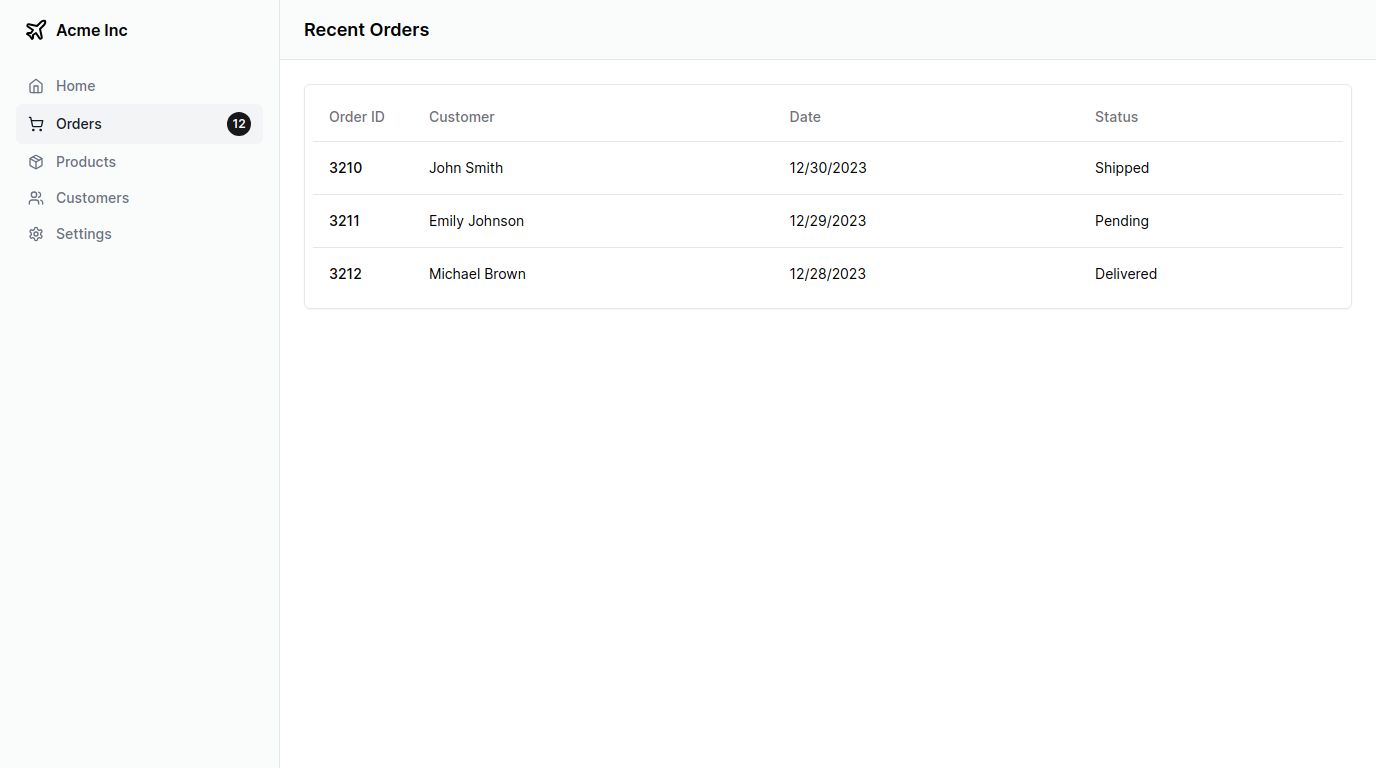 Acme Inc
Home
Orders 12
Products
Customers
Settings
Recent Orders
Order ID Customer Date Status
3210 John Smith 12/30/2023 Shipped
3211 Emily Johnson 12/29/2023 Pending
3212 Michael Brown 12/28/2023 Delivered